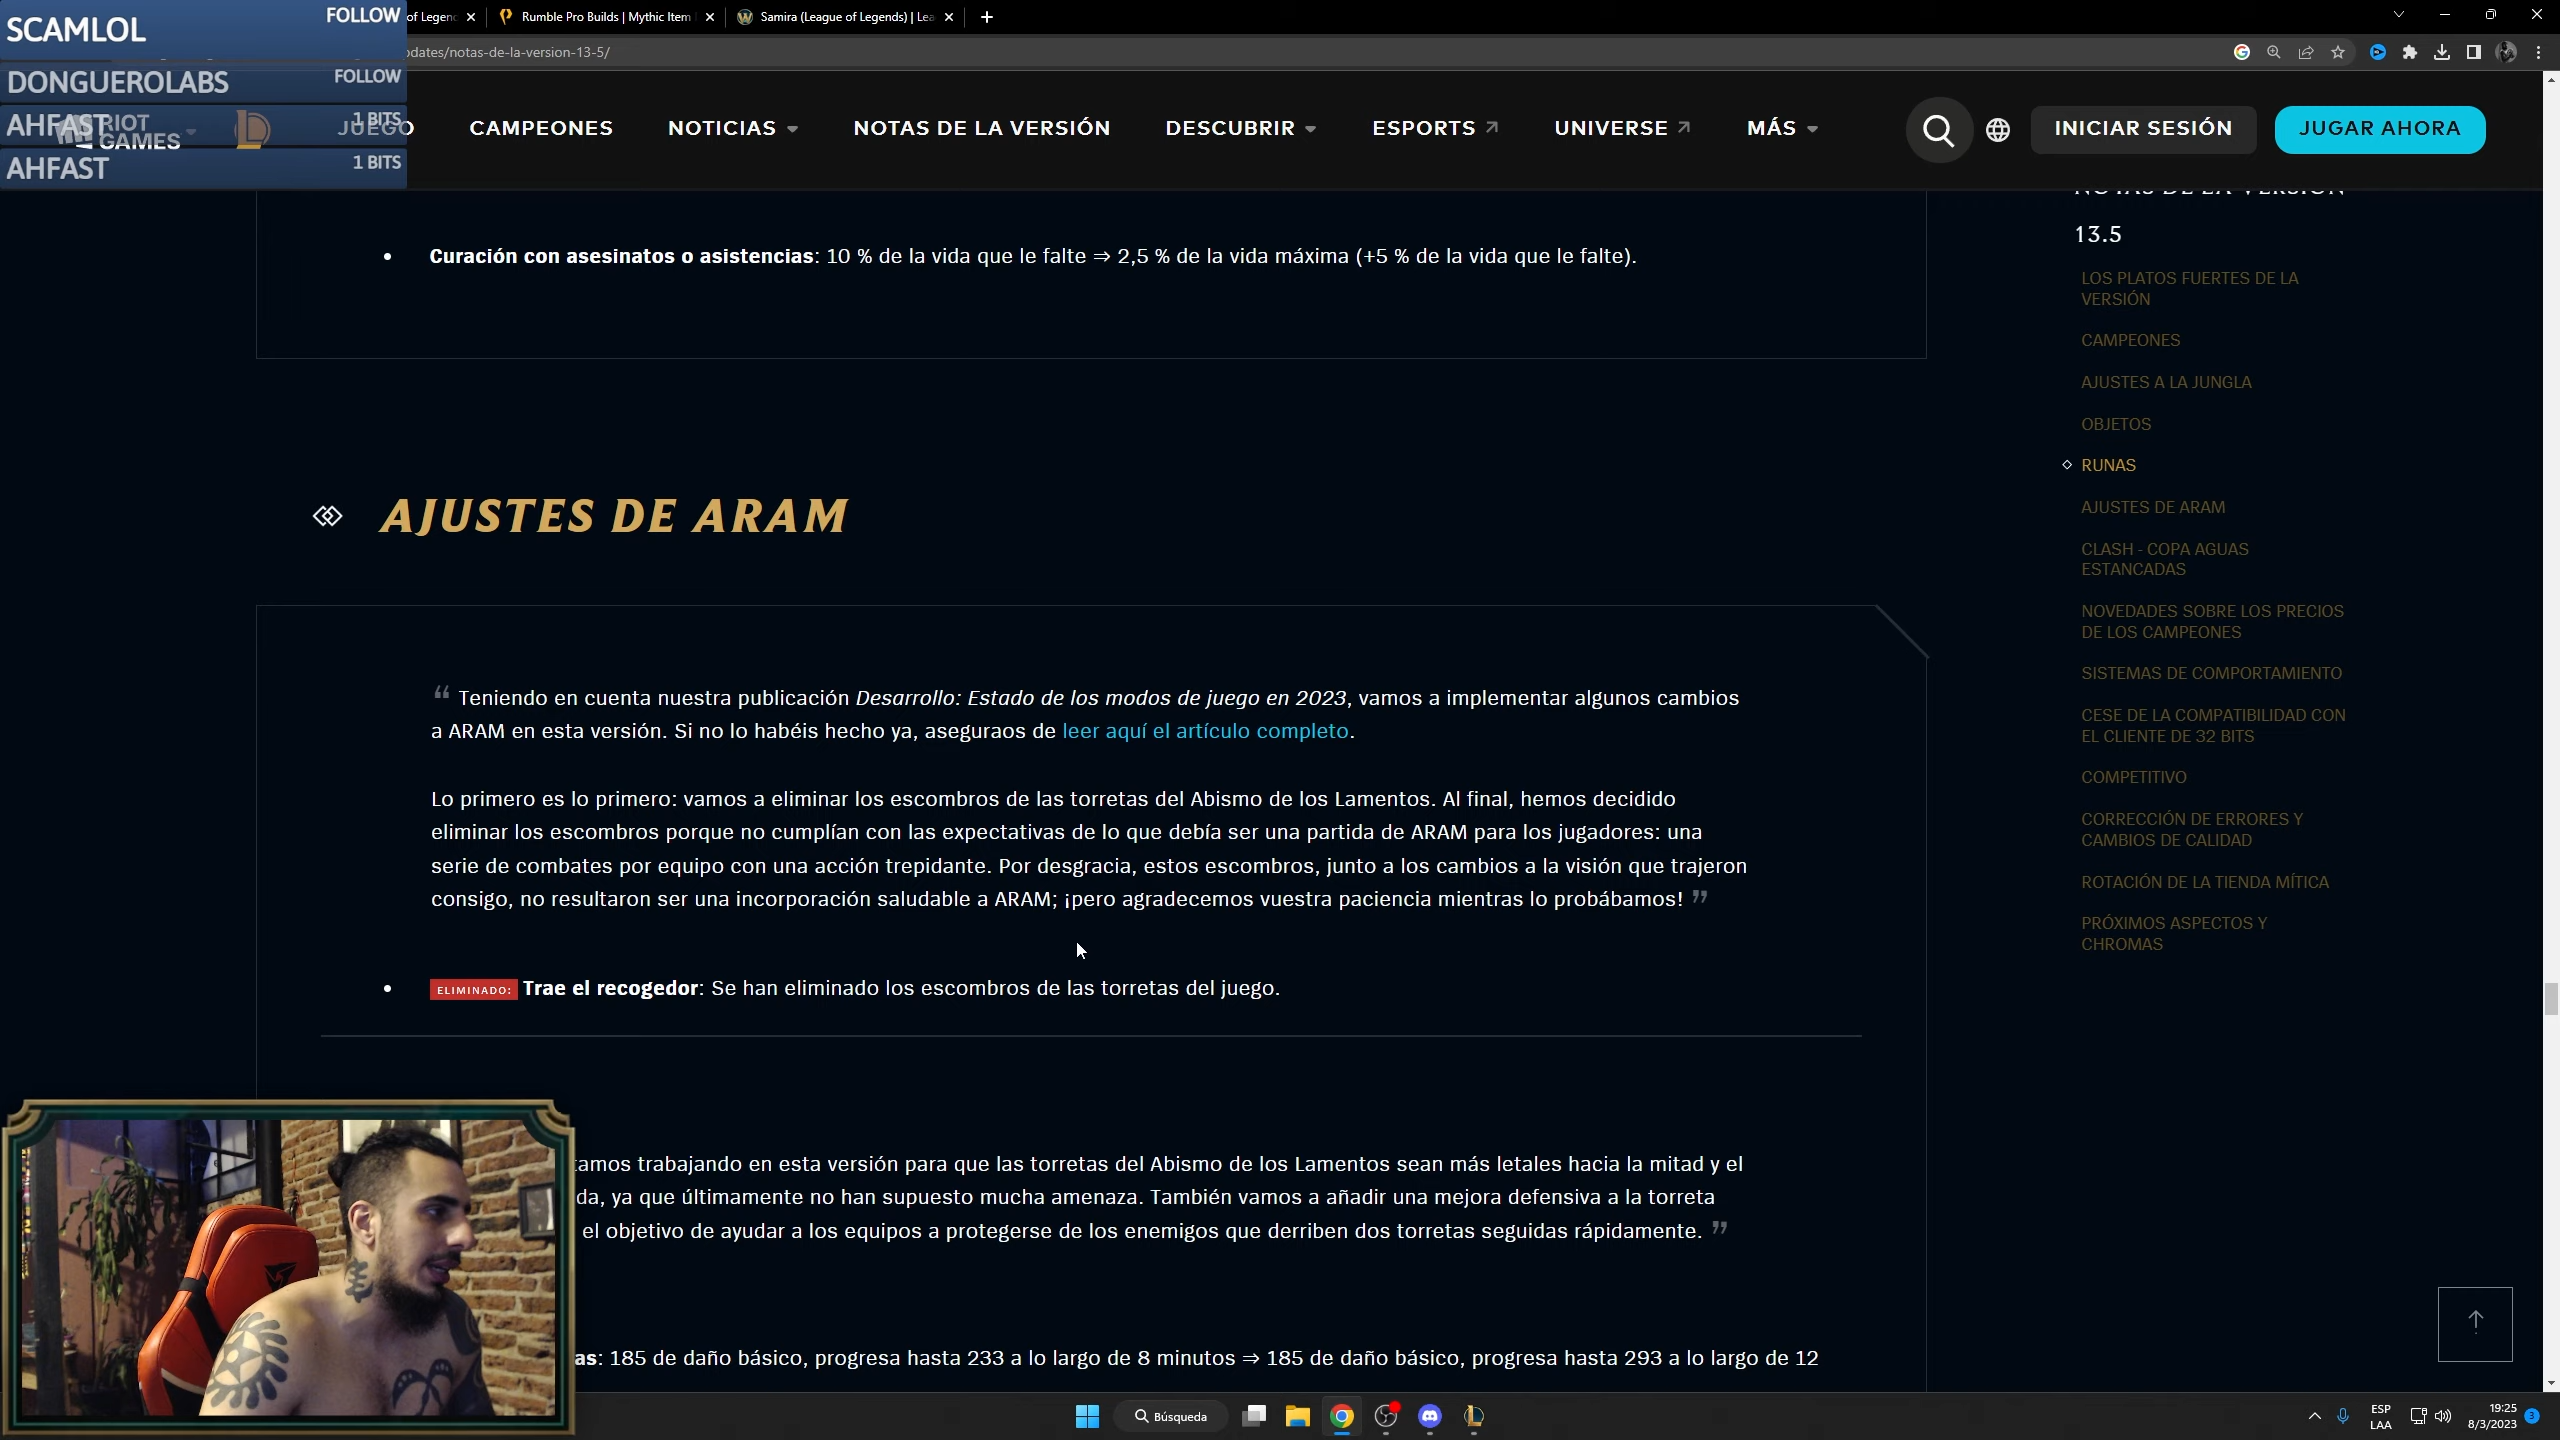 SCAMLOL FOLLOW
DONGUEROLABS FOLLOW
AHFAST 1 BITS
AHFAST 1 BITS
of Legen
Rumble Pro Builds | Mythic Item
Samira (League of Legends) | Lea
dates/notas-de-la-version-13-5/
RIOT GAMES
JUEGO
CAMPEONES
NOTICIAS
NOTAS DE LA VERSIÓN
DESCUBRIR
ESPORTS
UNIVERSE
MÁS
INICIAR SESIÓN
JUGAR AHORA
Curación con asesinatos o asistencias: 10 % de la vida que le falte ⇒ 2,5 % de la vida máxima (+5 % de la vida que le falte).
AJUSTES DE ARAM
“ Teniendo en cuenta nuestra publicación Desarrollo: Estado de los modos de juego en 2023, vamos a implementar algunos cambios
a ARAM en esta versión. Si no lo habéis hecho ya, aseguraos de leer aquí el artículo completo.
Lo primero es lo primero: vamos a eliminar los escombros de las torretas del Abismo de los Lamentos. Al final, hemos decidido
eliminar los escombros porque no cumplían con las expectativas de lo que debía ser una partida de ARAM para los jugadores: una
serie de combates por equipo con una acción trepidante. Por desgracia, estos escombros, junto a los cambios a la visión que trajeron
consigo, no resultaron ser una incorporación saludable a ARAM; ¡pero agradecemos vuestra paciencia mientras lo probábamos! ”
ELIMINADO: Trae el recogedor: Se han eliminado los escombros de las torretas del juego.
tamos trabajando en esta versión para que las torretas del Abismo de los Lamentos sean más letales hacia la mitad y el
da, ya que últimamente no han supuesto mucha amenaza. También vamos a añadir una mejora defensiva a la torreta
el objetivo de ayudar a los equipos a protegerse de los enemigos que derriben dos torretas seguidas rápidamente. ”
as: 185 de daño básico, progresa hasta 233 a lo largo de 8 minutos ⇒ 185 de daño básico, progresa hasta 293 a lo largo de 12
NOTAS DE LA VERSIÓN
13.5
LOS PLATOS FUERTES DE LA
VERSIÓN
CAMPEONES
AJUSTES A LA JUNGLA
OBJETOS
RUNAS
AJUSTES DE ARAM
CLASH - COPA AGUAS
ESTANCADAS
NOVEDADES SOBRE LOS PRECIOS
DE LOS CAMPEONES
SISTEMAS DE COMPORTAMIENTO
CESE DE LA COMPATIBILIDAD CON
EL CLIENTE DE 32 BITS
COMPETITIVO
CORRECCIÓN DE ERRORES Y
CAMBIOS DE CALIDAD
ROTACIÓN DE LA TIENDA MÍTICA
PRÓXIMOS ASPECTOS Y
CHROMAS
Búsqueda
ESP
LAA
19:25
8/3/2023
3